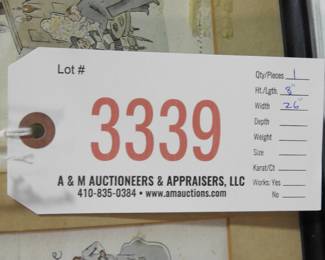 Lot #
3339
A & M AUCTIONEERS & APPRAISERS, LLC
410-835-0384 • www.amauctions.com
Qty/Pieces 1
Ht./Lgth. 8"
Width 26"
Depth
Weight
Size
Karat/Ct
Works: Yes
No